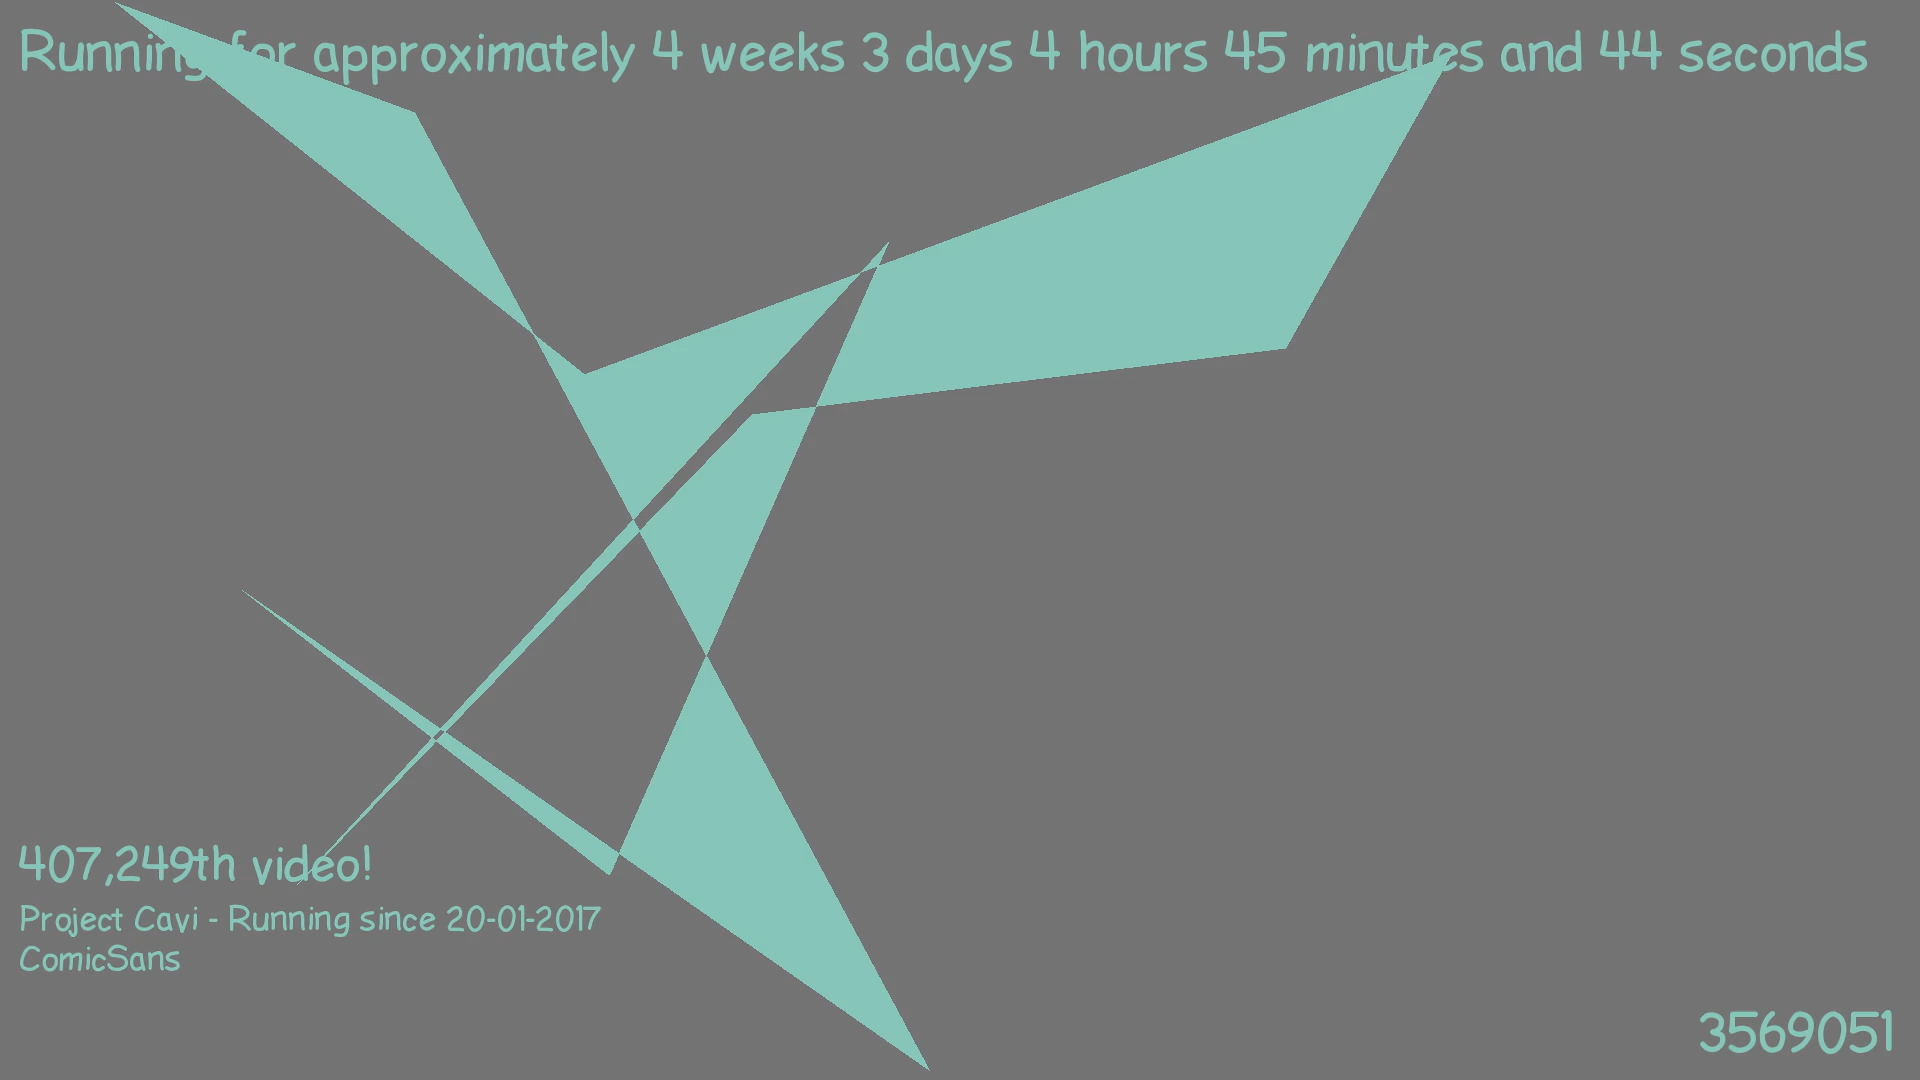 Running for approximately 4 weeks 3 days 4 hours 45 minutes and 44 seconds
407,249th video!
Project Cavi - Running since 20-01-2017
ComicSans
3569051